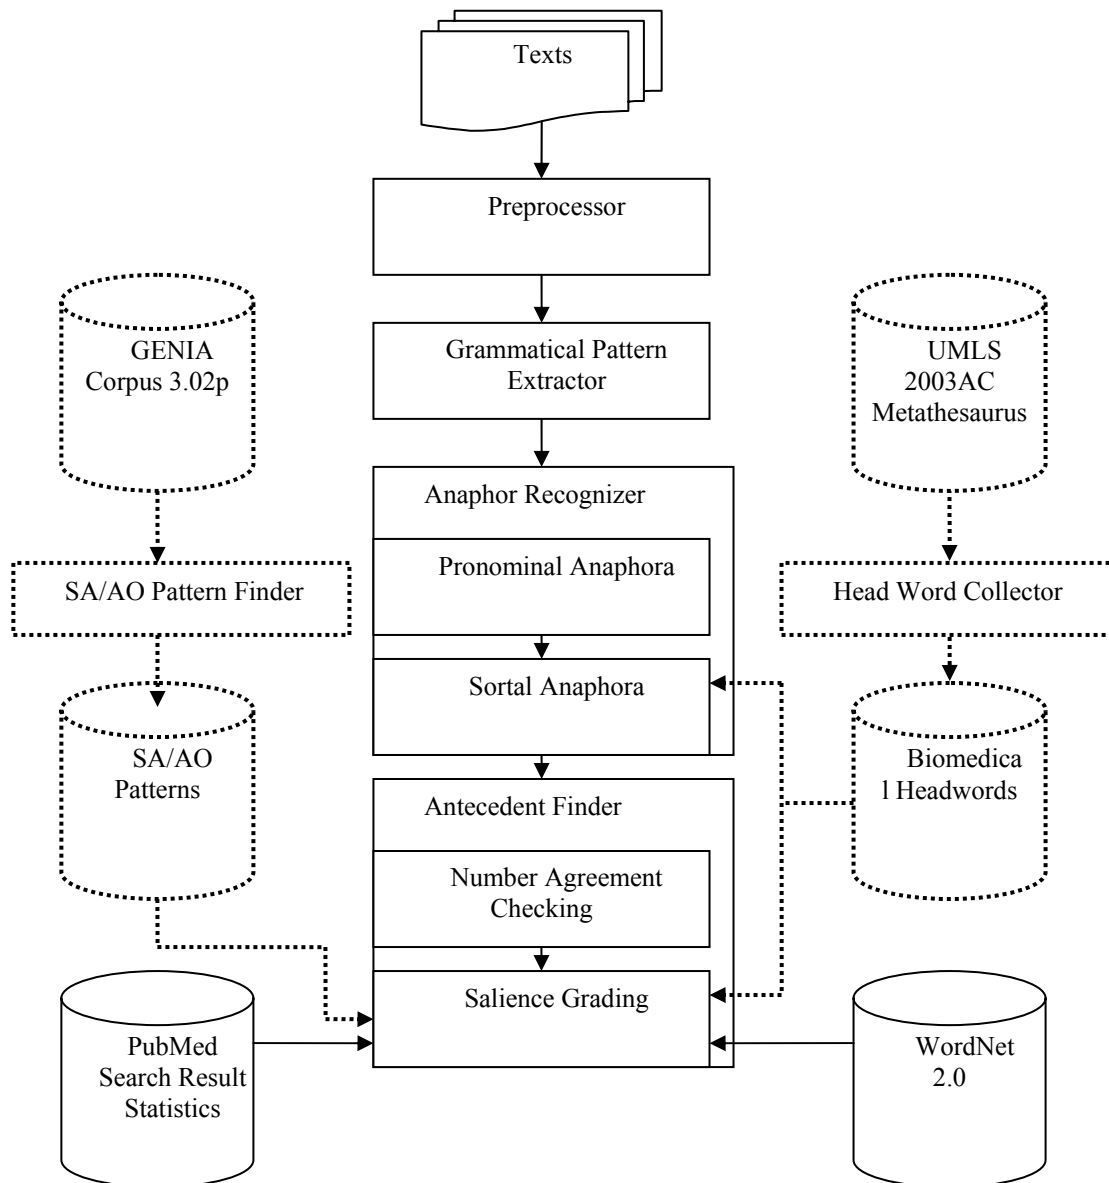 Texts
Preprocessor
Grammatical Pattern
Extractor
GENIA
Corpus 3.02p
UMLS
2003AC
Metathesaurus
Anaphor Recognizer
Pronominal Anaphora
SA/AO Pattern Finder
Head Word Collector
Sortal Anaphora
SA/AO
Patterns
Biomedica
l Headwords
Antecedent Finder
Number Agreement
Checking
Salience Grading
PubMed
Search Result
Statistics
WordNet
2.0